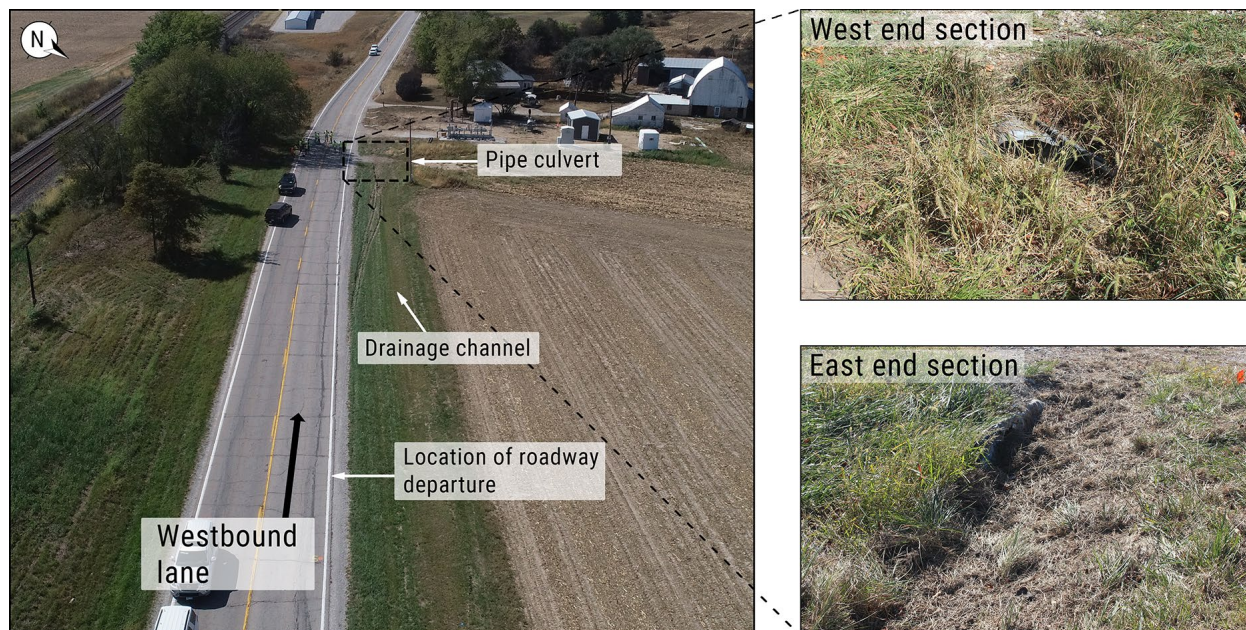 N
West end section
Pipe culvert
Drainage channel
East end section
Location of roadway
departure
Westbound
lane